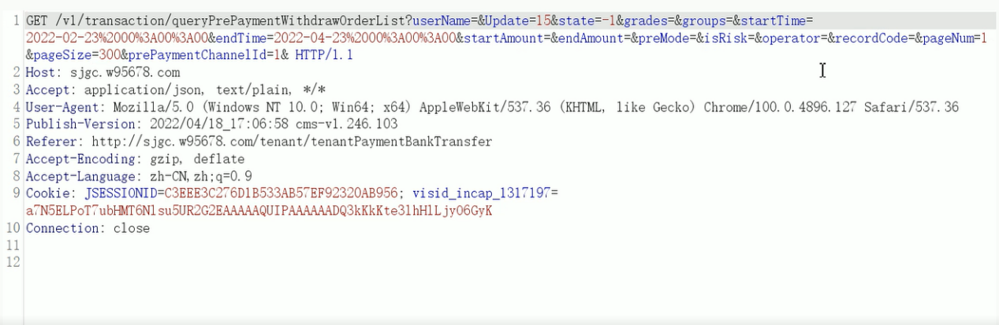 1 GET /v1/transaction/queryPrePaymentWithdrawOrderList?userName=&Update=15&state=-1&grades=&groups=&startTime=
2022-02-23%2000%3A00%3A00&endTime=2022-04-23%2000%3A00%3A00&startAmount=&endAmount=&preMode=&isRisk=&operator=&recordCode=&pageNum=1
&pageSize=300&prePaymentChannelId=1& HTTP/1.1
2 Host: sjgc.w95678.com
3 Accept: application/json, text/plain, */*
4 User-Agent: Mozilla/5.0 (Windows NT 10.0; Win64; x64) AppleWebKit/537.36 (KHTML, like Gecko) Chrome/100.0.4896.127 Safari/537.36
5 Publish-Version: 2022/04/18_17:06:58 cms-v1.246.103
6 Referer: http://sjgc.w95678.com/tenant/tenantPaymentBankTransfer
7 Accept-Encoding: gzip, deflate
8 Accept-Language: zh-CN,zh;q=0.9
9 Cookie: JSESSIONID=C3EEE3C276D1B533AB57EF92320AB956; visid_incap_1317197=
a7N5ELPoT7ubHMT6Nlsu5UR2G2EAAAAAQUIPAAAAAADQ3kKkKte3lhHlLjy06GyK
10 Connection: close
11
12